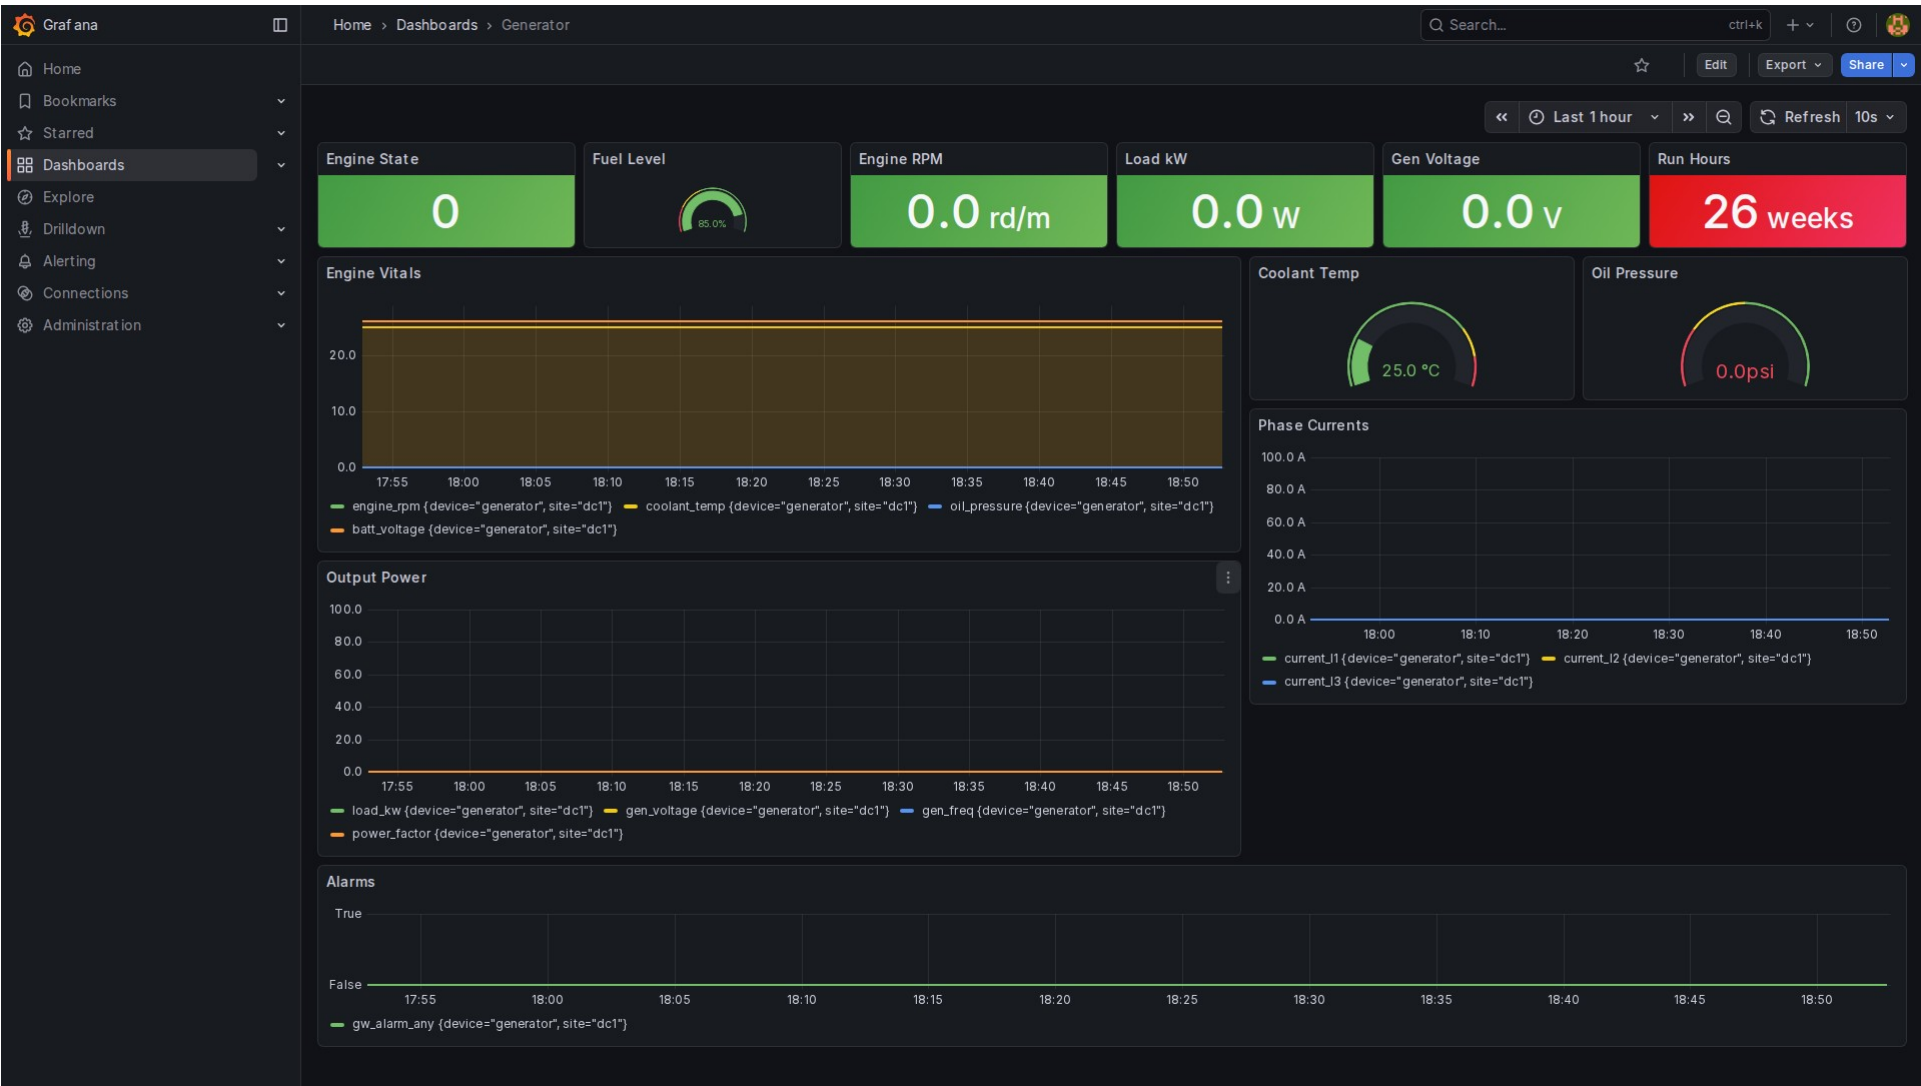 Grafana
Home › Dashboards › Generator
Search...
ctrl+k
Home
Bookmarks
Starred
Dashboards
Explore
Drilldown
Alerting
Connections
Administration
Edit
Export
Share
Last 1 hour
Refresh
10s
Engine State
0
Fuel Level
85.0%
Engine RPM
0.0 rd/m
Load kW
0.0 W
Gen Voltage
0.0 V
Run Hours
26 weeks
Engine Vitals
20.0
10.0
0.0
17:55 18:00 18:05 18:10 18:15 18:20 18:25 18:30 18:35 18:40 18:45 18:50
engine_rpm {device="generator", site="dc1"} coolant_temp {device="generator", site="dc1"} oil_pressure {device="generator", site="dc1"}
batt_voltage {device="generator", site="dc1"}
Coolant Temp
25.0 °C
Oil Pressure
0.0psi
Phase Currents
100.0 A
80.0 A
60.0 A
40.0 A
20.0 A
0.0 A
18:00 18:10 18:20 18:30 18:40 18:50
current_l1 {device="generator", site="dc1"} current_l2 {device="generator", site="dc1"}
current_l3 {device="generator", site="dc1"}
Output Power
100.0
80.0
60.0
40.0
20.0
0.0
17:55 18:00 18:05 18:10 18:15 18:20 18:25 18:30 18:35 18:40 18:45 18:50
load_kw {device="generator", site="dc1"} gen_voltage {device="generator", site="dc1"} gen_freq {device="generator", site="dc1"}
power_factor {device="generator", site="dc1"}
Alarms
True
False
17:55 18:00 18:05 18:10 18:15 18:20 18:25 18:30 18:35 18:40 18:45 18:50
gw_alarm_any {device="generator", site="dc1"}